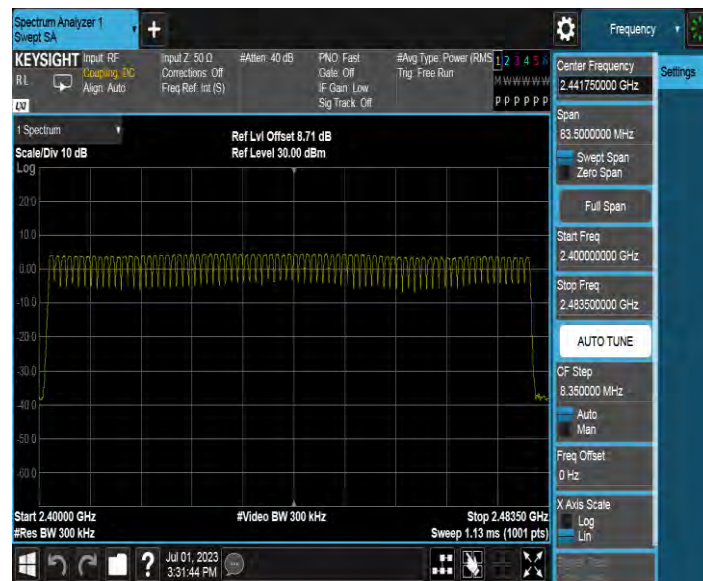 Spectrum Analyzer 1
Swept SA
+
Frequency
KEYSIGHT
RL
LXI
Input: RF
Coupling: DC
Align: Auto
Input Z: 50 Ω
Corrections: Off
Freq Ref: Int (S)
#Atten: 40 dB
PNO: Fast
Gate: Off
IF Gain: Low
Sig Track: Off
#Avg Type: Power (RMS
Trig: Free Run
1 2 3 4 5 6
M W W W W W
P P P P P P
Settings
Center Frequency
2.441750000 GHz
Span
83.5000000 MHz
Swept Span
Zero Span
Full Span
Start Freq
2.400000000 GHz
Stop Freq
2.483500000 GHz
AUTO TUNE
CF Step
8.350000 MHz
Auto
Man
Freq Offset
0 Hz
X Axis Scale
Log
Lin
1 Spectrum
Scale/Div 10 dB
Ref Lvl Offset 8.71 dB
Ref Level 30.00 dBm
Log
20.0
10.0
0.00
-10.0
-20.0
-30.0
-40.0
-50.0
-60.0
Start 2.40000 GHz
#Res BW 300 kHz
#Video BW 300 kHz
Stop 2.48350 GHz
Sweep 1.13 ms (1001 pts)
?
Jul 01, 2023
3:31:44 PM